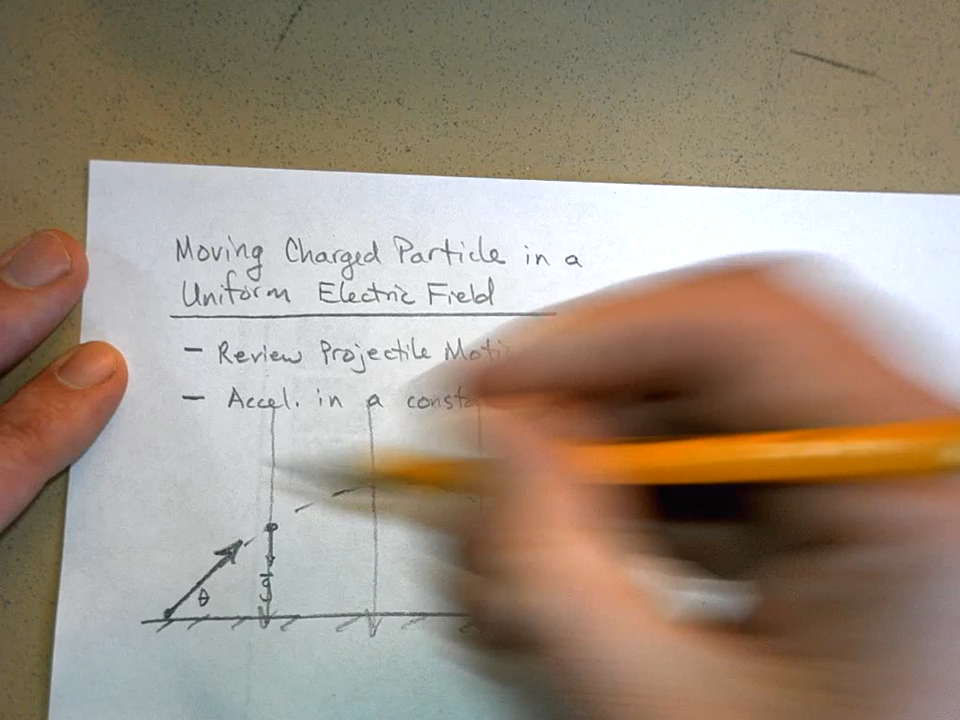 Moving Charged Particle in a
Uniform Electric Field
- Review Projectile
- Accel. in a
θ
g